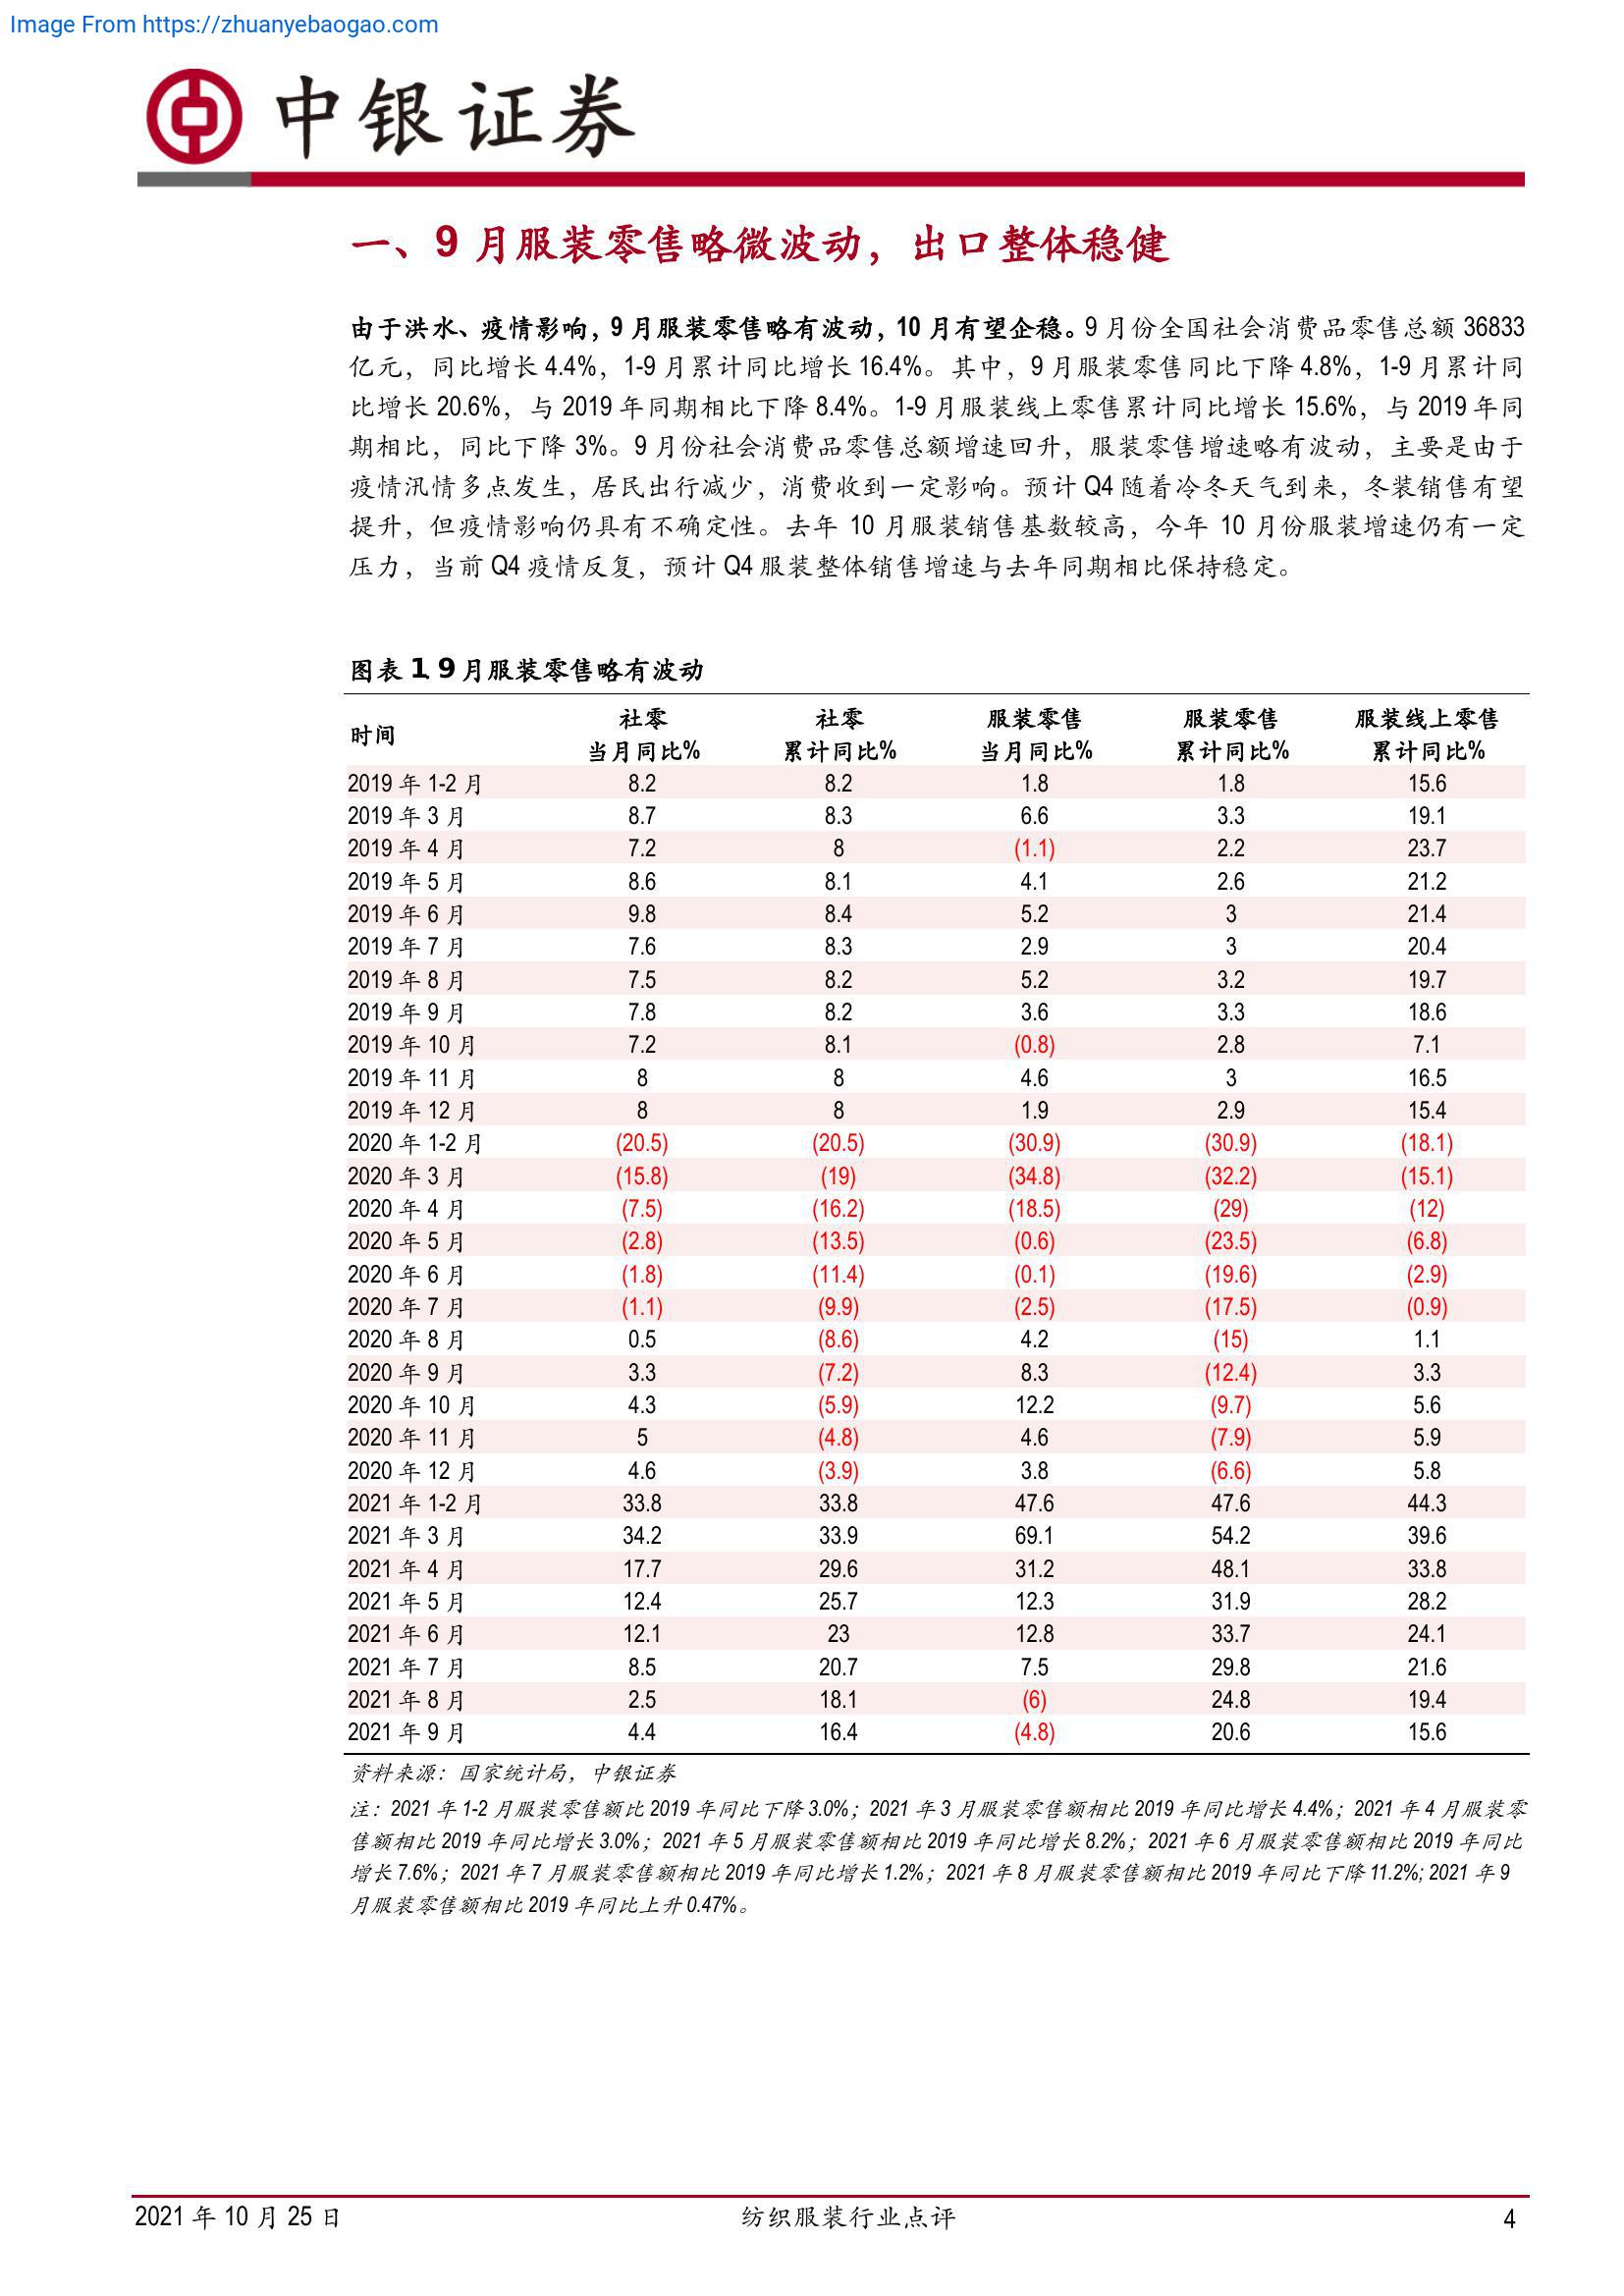 Image From https://zhuanyebaogao.com
中银证券
一、9 月服装零售略微波动，出口整体稳健
由于洪水、疫情影响，9 月服装零售略有波动，10 月有望企稳。9 月份全国社会消费品零售总额 36833
亿元，同比增长 4.4%，1-9 月累计同比增长 16.4%。其中，9 月服装零售同比下降 4.8%，1-9 月累计同
比增长 20.6%，与 2019 年同期相比下降 8.4%。1-9 月服装线上零售累计同比增长 15.6%，与 2019 年同
期相比，同比下降 3%。9 月份社会消费品零售总额增速回升，服装零售增速略有波动，主要是由于
疫情汛情多点发生，居民出行减少，消费收到一定影响。预计 Q4 随着冷冬天气到来，冬装销售有望
提升，但疫情影响仍具有不确定性。去年 10 月服装销售基数较高，今年 10 月份服装增速仍有一定
压力，当前 Q4 疫情反复，预计 Q4 服装整体销售增速与去年同期相比保持稳定。
图表 1. 9 月服装零售略有波动
时间 社零 社零 服装零售 服装零售 服装线上零售
当月同比% 累计同比% 当月同比% 累计同比% 累计同比%
2019 年 1-2 月 8.2 8.2 1.8 1.8 15.6
2019 年 3 月 8.7 8.3 6.6 3.3 19.1
2019 年 4 月 7.2 8 (1.1) 2.2 23.7
2019 年 5 月 8.6 8.1 4.1 2.6 21.2
2019 年 6 月 9.8 8.4 5.2 3 21.4
2019 年 7 月 7.6 8.3 2.9 3 20.4
2019 年 8 月 7.5 8.2 5.2 3.2 19.7
2019 年 9 月 7.8 8.2 3.6 3.3 18.6
2019 年 10 月 7.2 8.1 (0.8) 2.8 7.1
2019 年 11 月 8 8 4.6 3 16.5
2019 年 12 月 8 8 1.9 2.9 15.4
2020 年 1-2 月 (20.5) (20.5) (30.9) (30.9) (18.1)
2020 年 3 月 (15.8) (19) (34.8) (32.2) (15.1)
2020 年 4 月 (7.5) (16.2) (18.5) (29) (12)
2020 年 5 月 (2.8) (13.5) (0.6) (23.5) (6.8)
2020 年 6 月 (1.8) (11.4) (0.1) (19.6) (2.9)
2020 年 7 月 (1.1) (9.9) (2.5) (17.5) (0.9)
2020 年 8 月 0.5 (8.6) 4.2 (15) 1.1
2020 年 9 月 3.3 (7.2) 8.3 (12.4) 3.3
2020 年 10 月 4.3 (5.9) 12.2 (9.7) 5.6
2020 年 11 月 5 (4.8) 4.6 (7.9) 5.9
2020 年 12 月 4.6 (3.9) 3.8 (6.6) 5.8
2021 年 1-2 月 33.8 33.8 47.6 47.6 44.3
2021 年 3 月 34.2 33.9 69.1 54.2 39.6
2021 年 4 月 17.7 29.6 31.2 48.1 33.8
2021 年 5 月 12.4 25.7 12.3 31.9 28.2
2021 年 6 月 12.1 23 12.8 33.7 24.1
2021 年 7 月 8.5 20.7 7.5 29.8 21.6
2021 年 8 月 2.5 18.1 (6) 24.8 19.4
2021 年 9 月 4.4 16.4 (4.8) 20.6 15.6
资料来源：国家统计局，中银证券
注：2021 年 1-2 月服装零售额比 2019 年同比下降 3.0%；2021 年 3 月服装零售额相比 2019 年同比增长 4.4%；2021 年 4 月服装零
售额相比 2019 年同比增长 3.0%；2021 年 5 月服装零售额相比 2019 年同比增长 8.2%；2021 年 6 月服装零售额相比 2019 年同比
增长 7.6%；2021 年 7 月服装零售额相比 2019 年同比增长 1.2%；2021 年 8 月服装零售额相比 2019 年同比下降 11.2%; 2021 年 9
月服装零售额相比 2019 年同比上升 0.47%。
2021 年 10 月 25 日 纺织服装行业点评 4